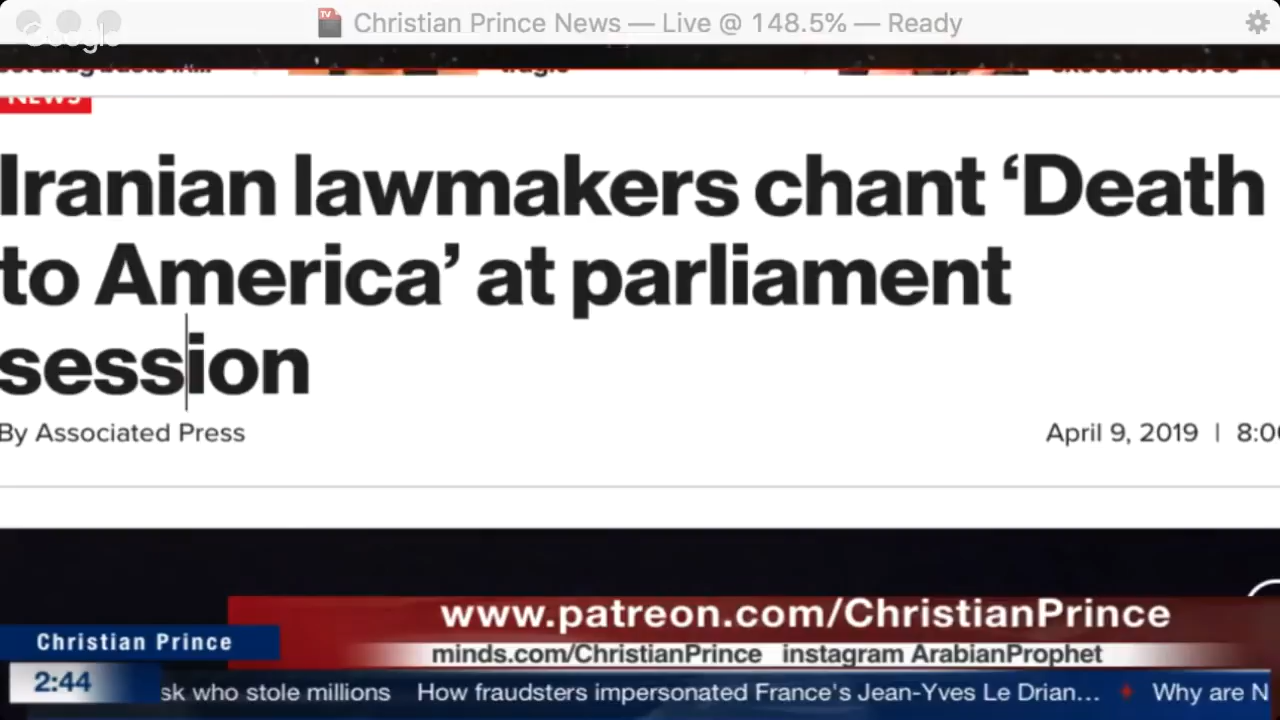 Christian Prince News — Live @ 148.5% — Ready
Google
NEWS
Iranian lawmakers chant ‘Death
to America’ at parliament
session
By Associated Press
April 9, 2019 | 8:0
www.patreon.com/ChristianPrince
Christian Prince
minds.com/ChristianPrince instagram ArabianProphet
2:44
sk who stole millions How fraudsters impersonated France's Jean-Yves Le Drian... Why are N